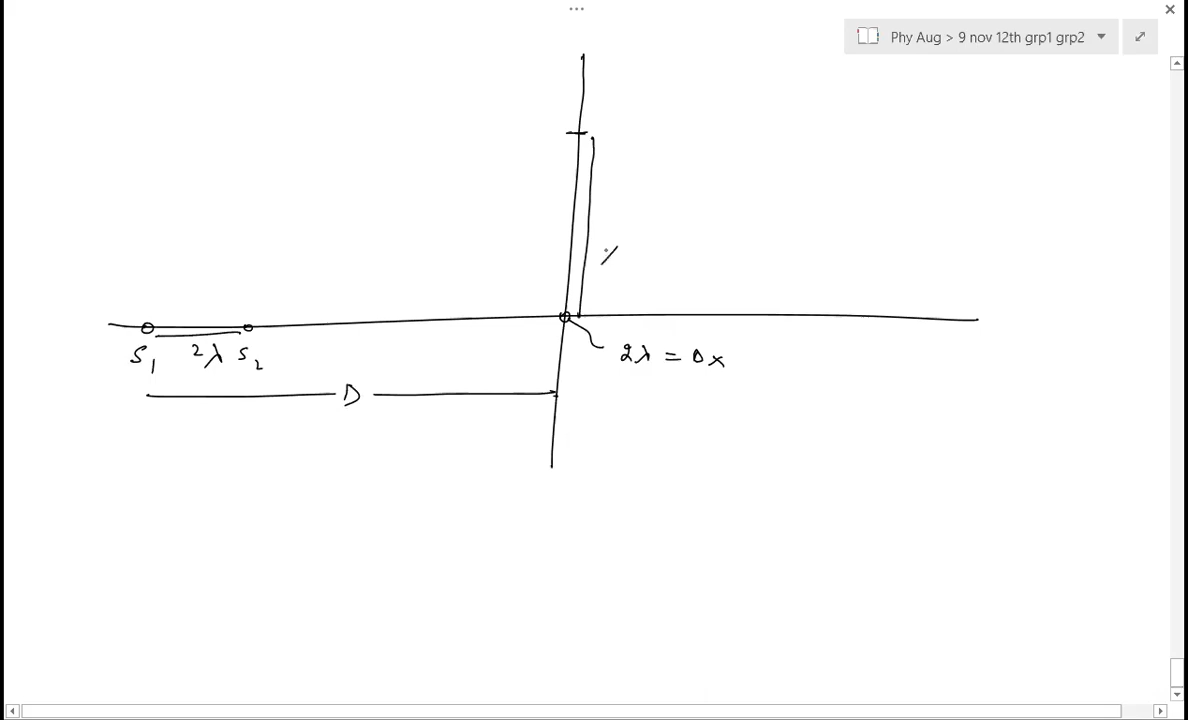 Phy Aug > 9 nov 12th grp1 grp2
S₁ 2λ S₂
2λ = Δx
D